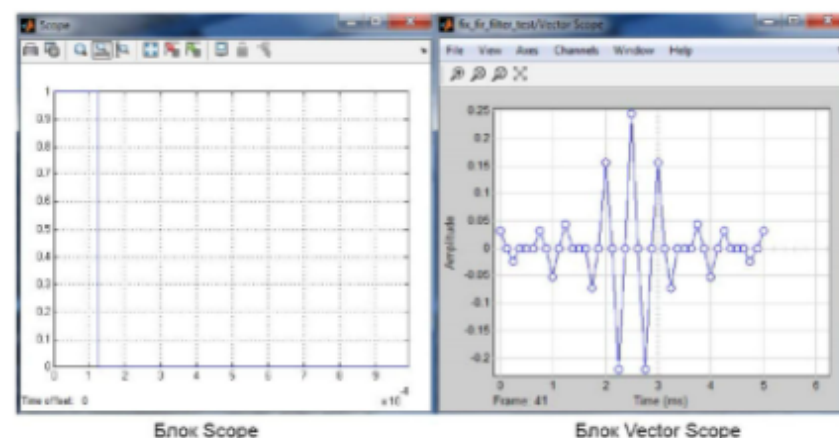 Scope
1
0.9
0.8
0.7
0.6
0.5
0.4
0.3
0.2
0.1
0
0 1 2 3 4 5 6 7 8 9
Time offset: 0
x 10⁻⁴
Блок Scope
fix_fir_filter_test/Vector Scope
File View Axes Channels Window Help
0.25
0.2
0.15
0.1
0.05
0
-0.05
-0.1
-0.15
-0.2
Amplitude
0 1 2 3 4 5 6
Frame: 41 Time (ms)
Блок Vector Scope